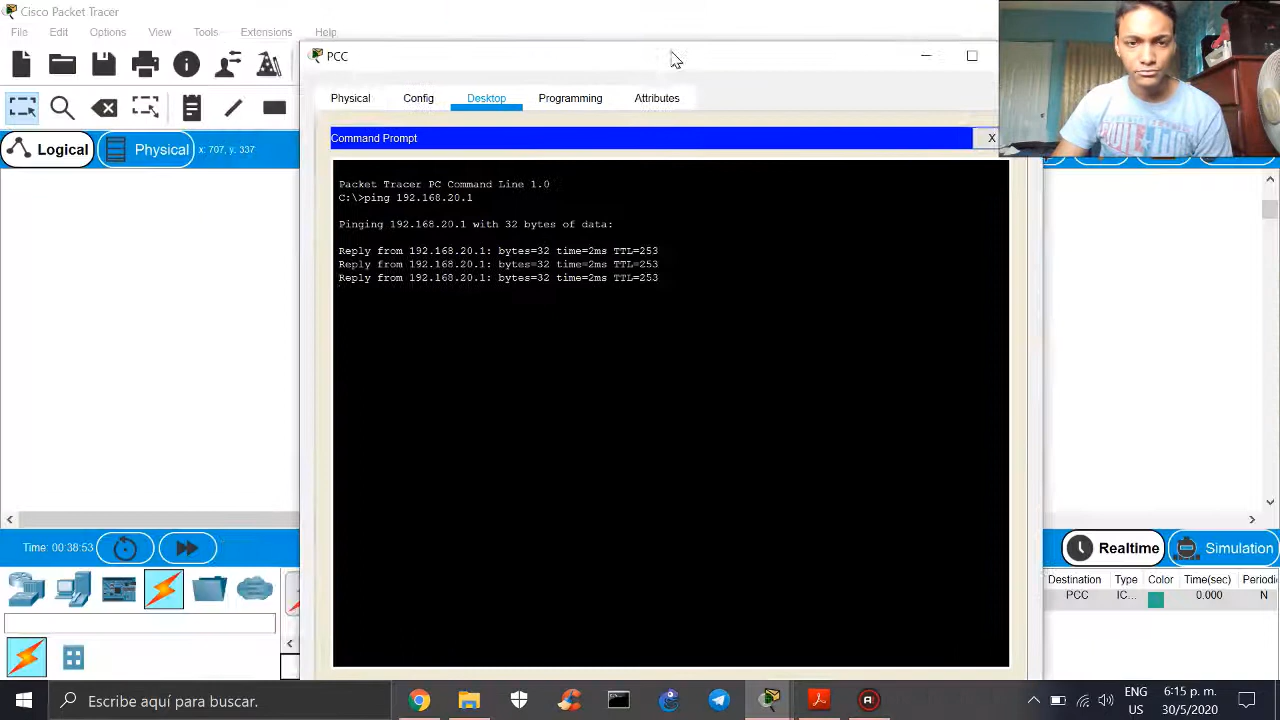 Cisco Packet Tracer
File Edit Options View Tools Extensions Help
PCC
Physical Config Desktop Programming Attributes
Command Prompt X
Logical Physical x: 707, y: 337
Packet Tracer PC Command Line 1.0
C:\>ping 192.168.20.1
Pinging 192.168.20.1 with 32 bytes of data:
Reply from 192.168.20.1: bytes=32 time=2ms TTL=253
Reply from 192.168.20.1: bytes=32 time=2ms TTL=253
Reply from 192.168.20.1: bytes=32 time=2ms TTL=253
Time: 00:38:53 Realtime Simulation
Destination Type Color Time(sec) Periodi
PCC IC... 0.000 N
Escribe aquí para buscar.
ENG 6:15 p. m.
US 30/5/2020